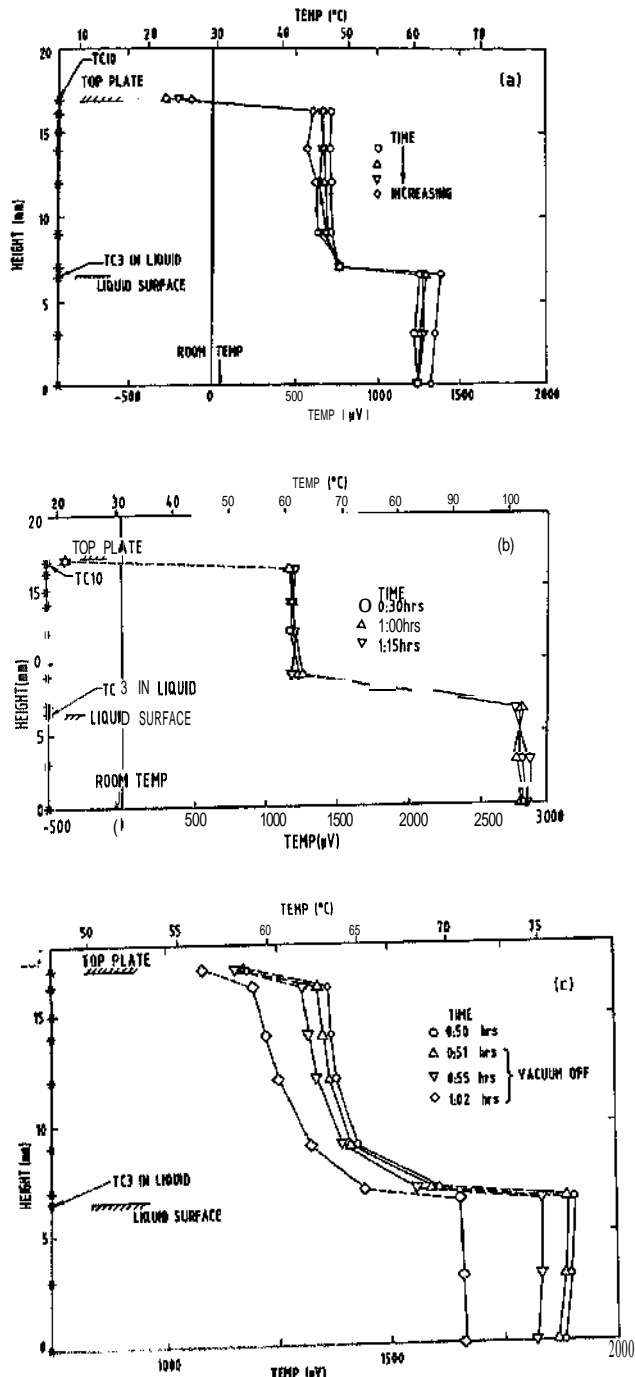 TEMP (°C)
10 20 30 40 50 60 70
20
TC10
TOP PLATE
(a)
15
TIME
INCREASING
10
HEIGHT (mm)
TC3 IN LIQUID
LIQUID SURFACE
5
ROOM TEMP
0
-500 0 500 1000 1500 2000
TEMP (µV)
TEMP (°C)
20 30 40 50 60 70 80 90 100
20
TOP PLATE
(b)
TC10
15
TIME
0:30hrs
1:00hrs
1:15hrs
HEIGHT(mm)
TC3 IN LIQUID
LIQUID SURFACE
5
ROOM TEMP
0
-500 500 1000 1500 2000 2500 3000
TEMP(µV)
TEMP (°C)
50 55 60 65 70 75
TOP PLATE
(c)
TIME
15
0:50 hrs
0:51 hrs
0:55 hrs
VACUUM OFF
1:02 hrs
10
HEIGHT (mm)
TC3 IN LIQUID
LIQUID SURFACE
5
0
1000 1500 2000
TEMP (µV)